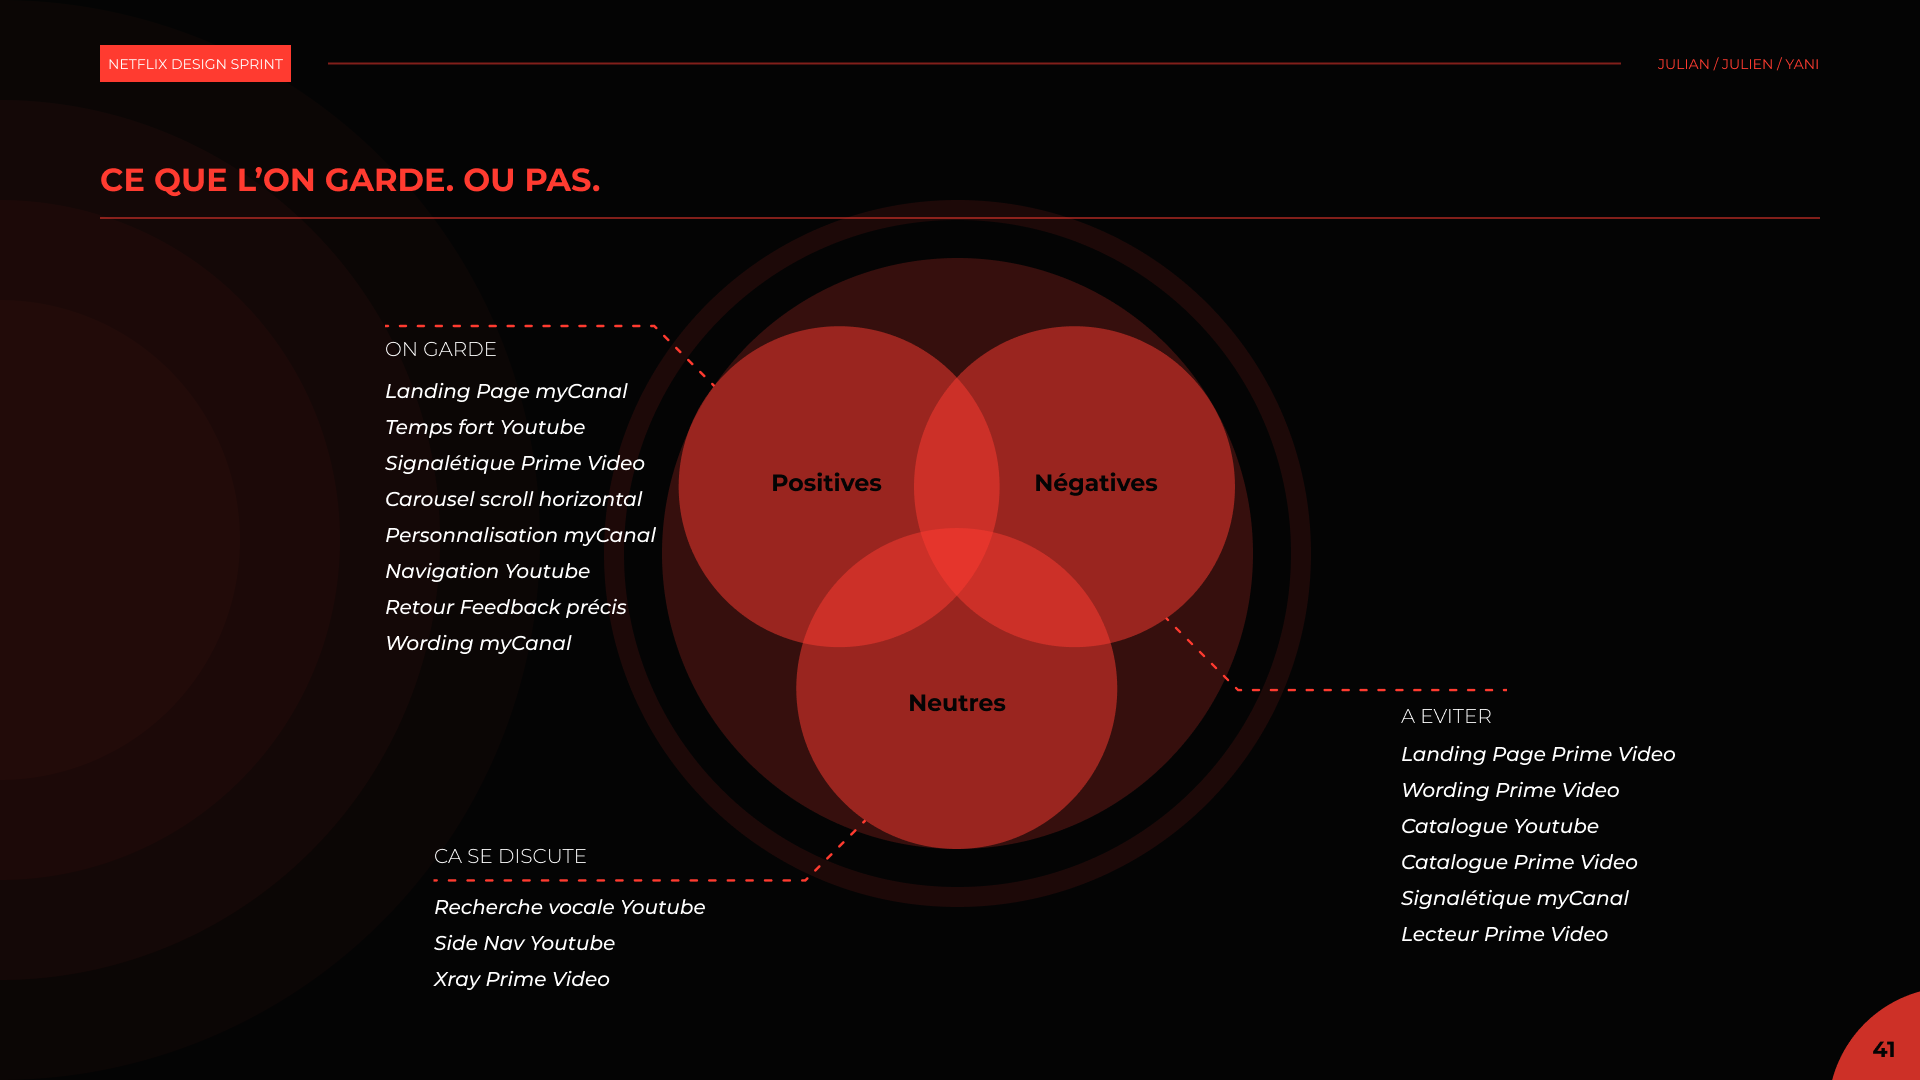 NETFLIX DESIGN SPRINT
JULIAN / JULIEN / YANI
CE QUE L’ON GARDE. OU PAS.
ON GARDE
Landing Page myCanal
Temps fort Youtube
Signalétique Prime Video
Carousel scroll horizontal
Personnalisation myCanal
Navigation Youtube
Retour Feedback précis
Wording myCanal
Positives
Négatives
Neutres
A EVITER
Landing Page Prime Video
Wording Prime Video
Catalogue Youtube
Catalogue Prime Video
Signalétique myCanal
Lecteur Prime Video
CA SE DISCUTE
Recherche vocale Youtube
Side Nav Youtube
Xray Prime Video
41